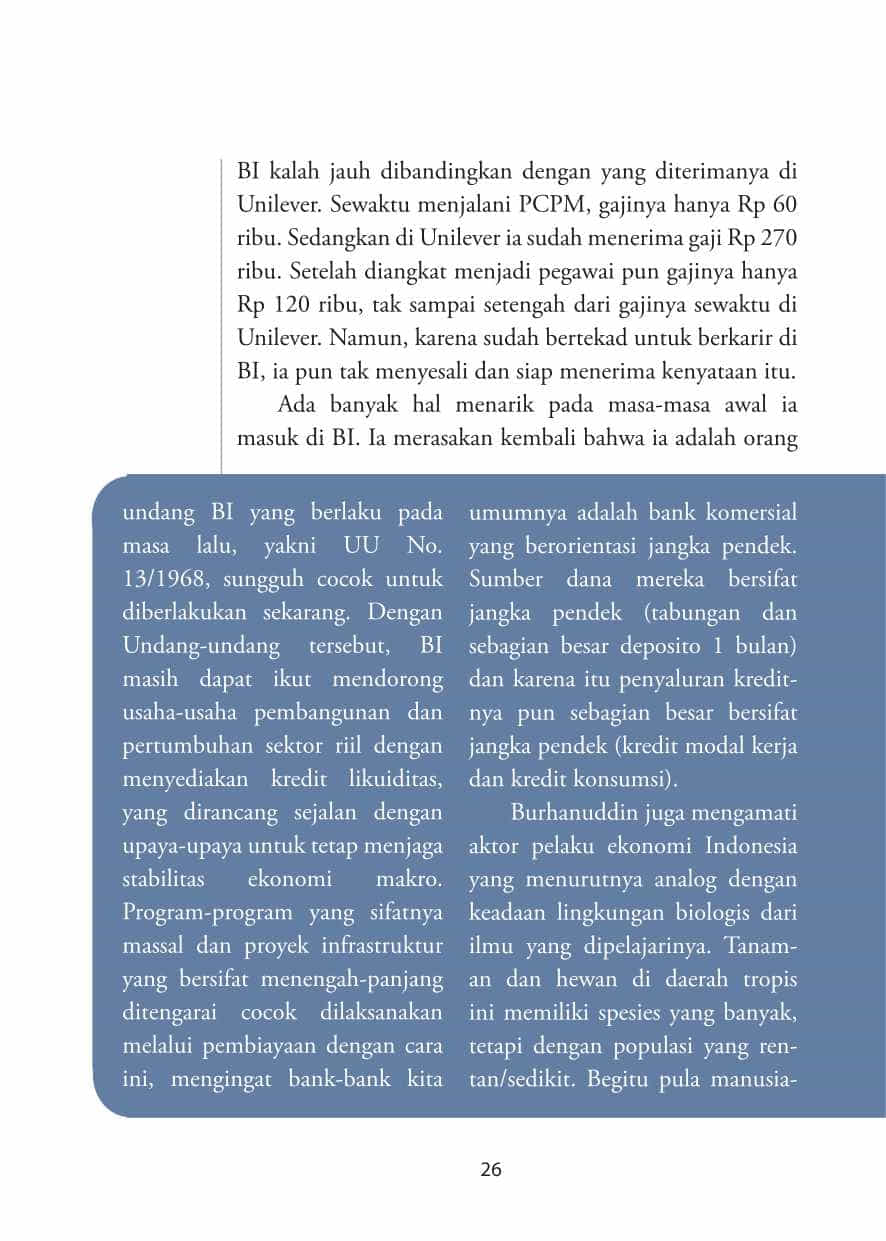 BI kalah jauh dibandingkan dengan yang diterimanya di
Unilever. Sewaktu menjalani PCPM, gajinya hanya Rp 60
ribu. Sedangkan di Unilever ia sudah menerima gaji Rp 270
ribu. Setelah diangkat menjadi pegawai pun gajinya hanya
Rp 120 ribu, tak sampai setengah dari gajinya sewaktu di
Unilever. Namun, karena sudah bertekad untuk berkarir di
BI, ia pun tak menyesali dan siap menerima kenyataan itu.
Ada banyak hal menarik pada masa-masa awal ia
masuk di BI. Ia merasakan kembali bahwa ia adalah orang
undang BI yang berlaku pada
masa lalu, yakni UU No.
13/1968, sungguh cocok untuk
diberlakukan sekarang. Dengan
Undang-undang tersebut, BI
masih dapat ikut mendorong
usaha-usaha pembangunan dan
pertumbuhan sektor riil dengan
menyediakan kredit likuiditas,
yang dirancang sejalan dengan
upaya-upaya untuk tetap menjaga
stabilitas ekonomi makro.
Program-program yang sifatnya
massal dan proyek infrastruktur
yang bersifat menengah-panjang
ditengarai cocok dilaksanakan
melalui pembiayaan dengan cara
ini, mengingat bank-bank kita
umumnya adalah bank komersial
yang berorientasi jangka pendek.
Sumber dana mereka bersifat
jangka pendek (tabungan dan
sebagian besar deposito 1 bulan)
dan karena itu penyaluran kredit-
nya pun sebagian besar bersifat
jangka pendek (kredit modal kerja
dan kredit konsumsi).
Burhanuddin juga mengamati
aktor pelaku ekonomi Indonesia
yang menurutnya analog dengan
keadaan lingkungan biologis dari
ilmu yang dipelajarinya. Tanam-
an dan hewan di daerah tropis
ini memiliki spesies yang banyak,
tetapi dengan populasi yang ren-
tan/sedikit. Begitu pula manusia-
26